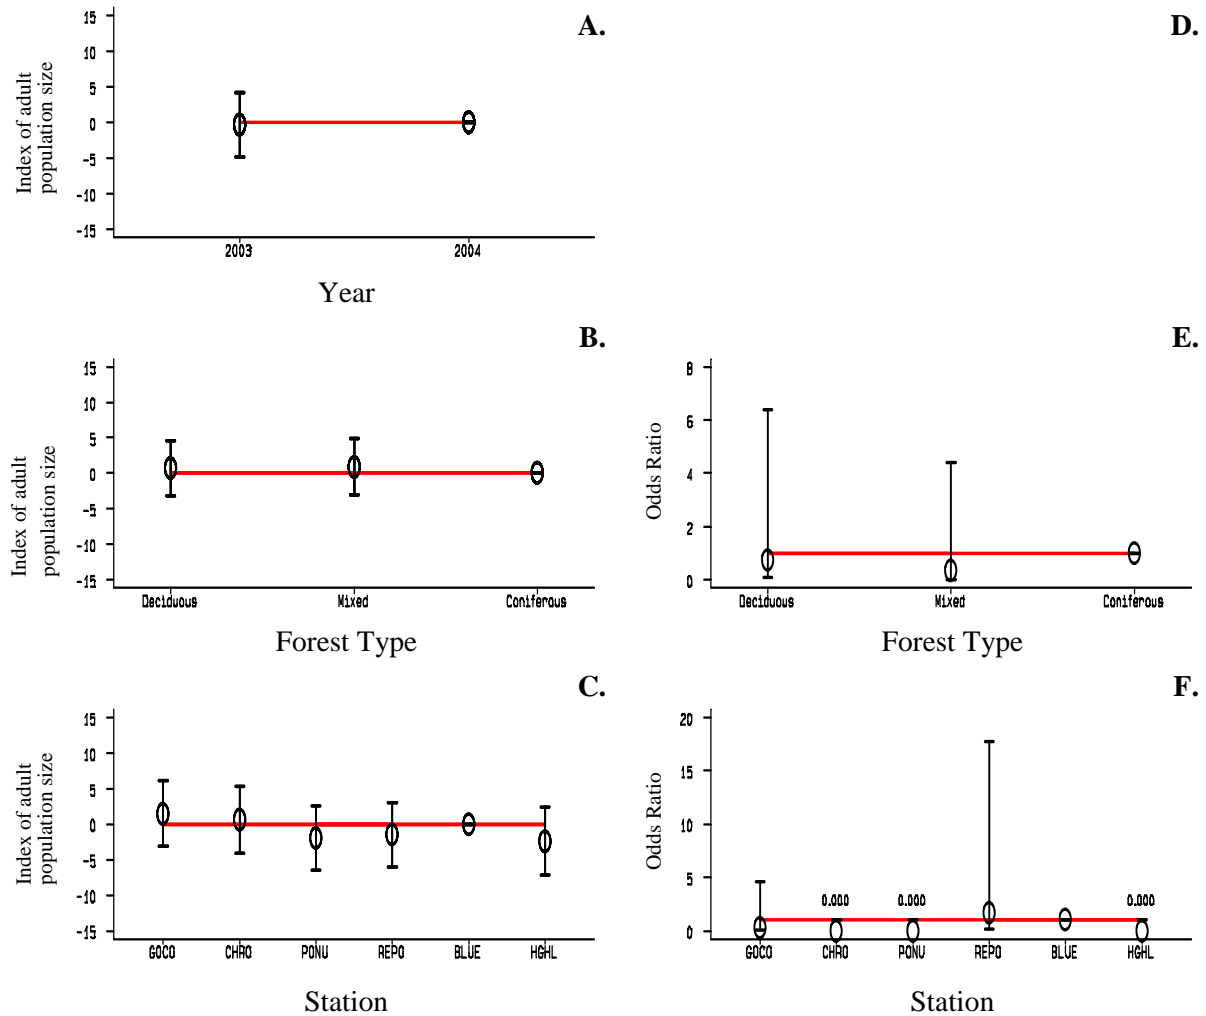 A.
Index of adult
population size
15
10
5
0
-5
-10
-15
2003
2004
Year
D.
B.
Index of adult
population size
15
10
5
0
-5
-10
-15
Deciduous
Mixed
Coniferous
Forest Type
E.
Odds Ratio
8
6
4
2
0
Deciduous
Mixed
Coniferous
Forest Type
C.
Index of adult
population size
15
10
5
0
-5
-10
-15
GOCO
CHRO
PONU
REPO
BLUE
HGHL
Station
F.
Odds Ratio
20
15
10
5
0
0.000
0.000
0.000
GOCO
CHRO
PONU
REPO
BLUE
HGHL
Station